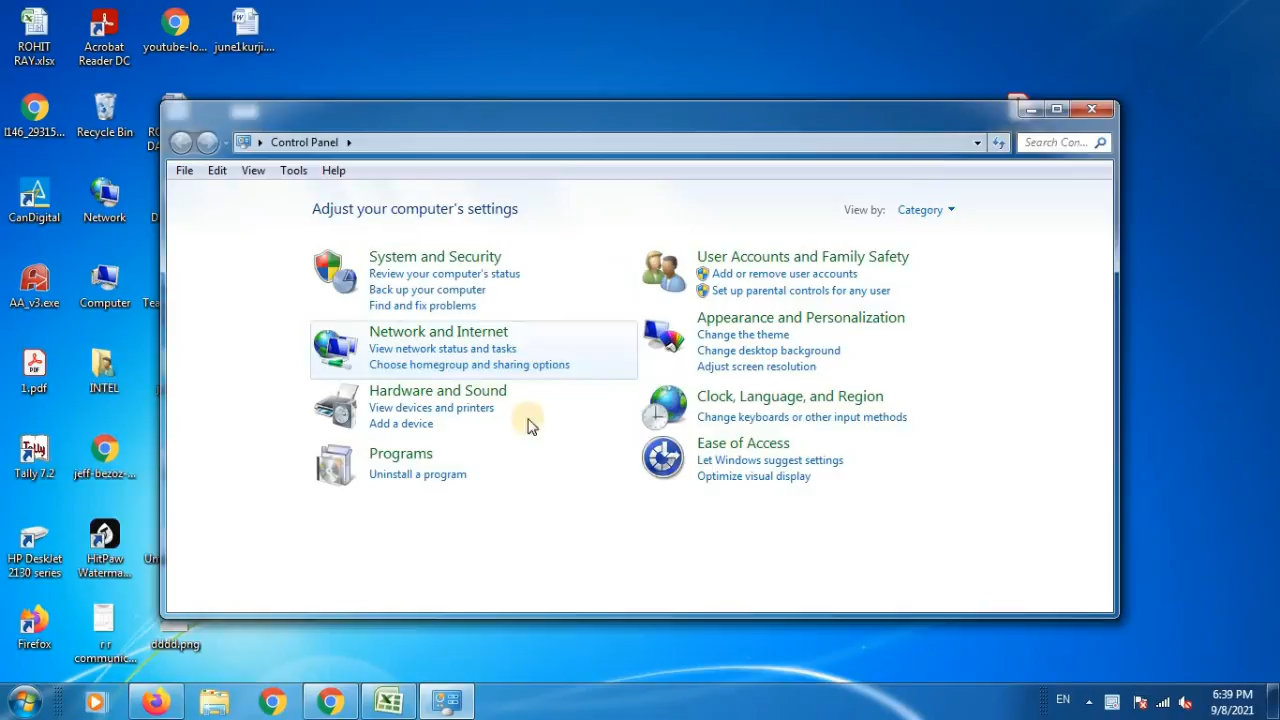 ROHIT
RAY.xlsx
Acrobat
Reader DC
youtube-lo...
june1kurji....
l146_29315...
Recycle Bin
CanDigital
Network
AA_v3.exe
Computer
1.pdf
INTEL
Tally
Tally 7.2
jeff-bezoz-...
HP DeskJet
2130 series
HitPaw
Waterma...
Firefox
r r
communic...
dddd.png
Control Panel
Search Con...
File Edit View Tools Help
Adjust your computer's settings
View by: Category
System and Security
Review your computer's status
Back up your computer
Find and fix problems
Network and Internet
View network status and tasks
Choose homegroup and sharing options
Hardware and Sound
View devices and printers
Add a device
Programs
Uninstall a program
User Accounts and Family Safety
Add or remove user accounts
Set up parental controls for any user
Appearance and Personalization
Change the theme
Change desktop background
Adjust screen resolution
Clock, Language, and Region
Change keyboards or other input methods
Ease of Access
Let Windows suggest settings
Optimize visual display
EN
6:39 PM
9/8/2021